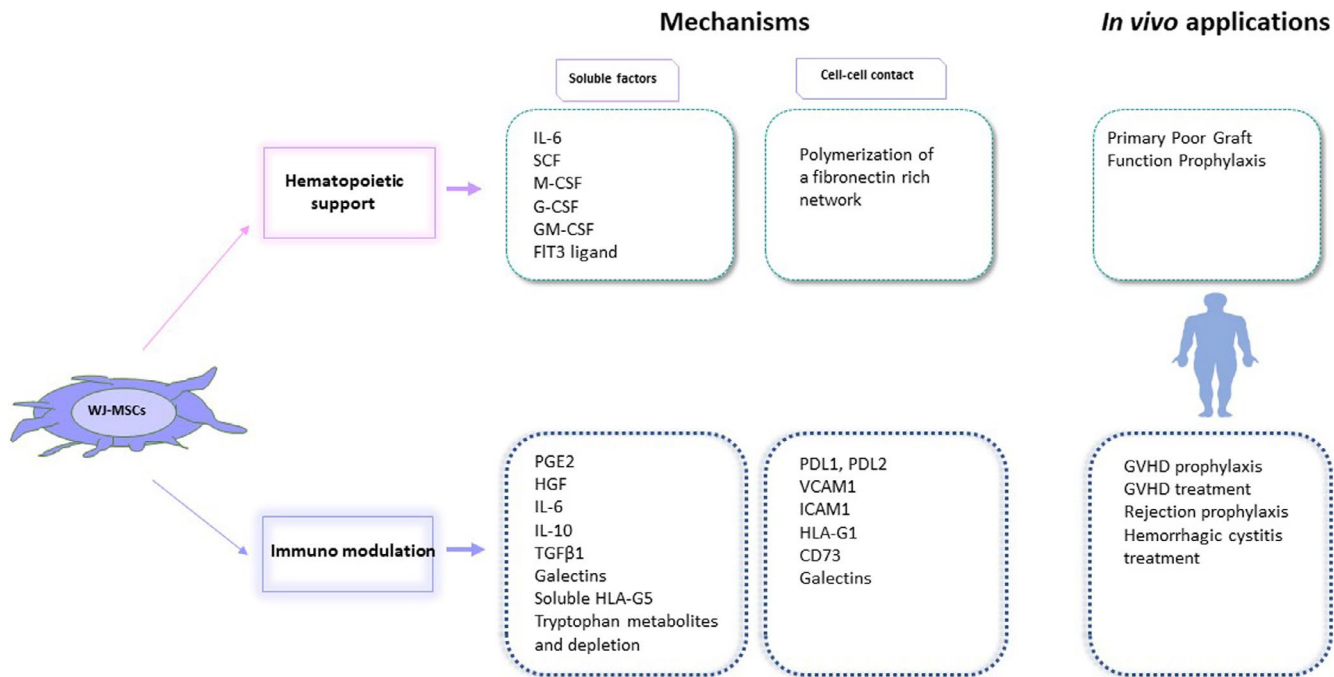 Mechanisms
In vivo applications
Soluble factors
Cell-cell contact
Hematopoietic
support
IL-6
SCF
M-CSF
G-CSF
GM-CSF
FlT3 ligand
Polymerization of
a fibronectin rich
network
Primary Poor Graft
Function Prophylaxis
WJ-MSCs
Immuno modulation
PGE2
HGF
IL-6
IL-10
TGFβ1
Galectins
Soluble HLA-G5
Tryptophan metabolites
and depletion
PDL1, PDL2
VCAM1
ICAM1
HLA-G1
CD73
Galectins
GVHD prophylaxis
GVHD treatment
Rejection prophylaxis
Hemorrhagic cystitis
treatment